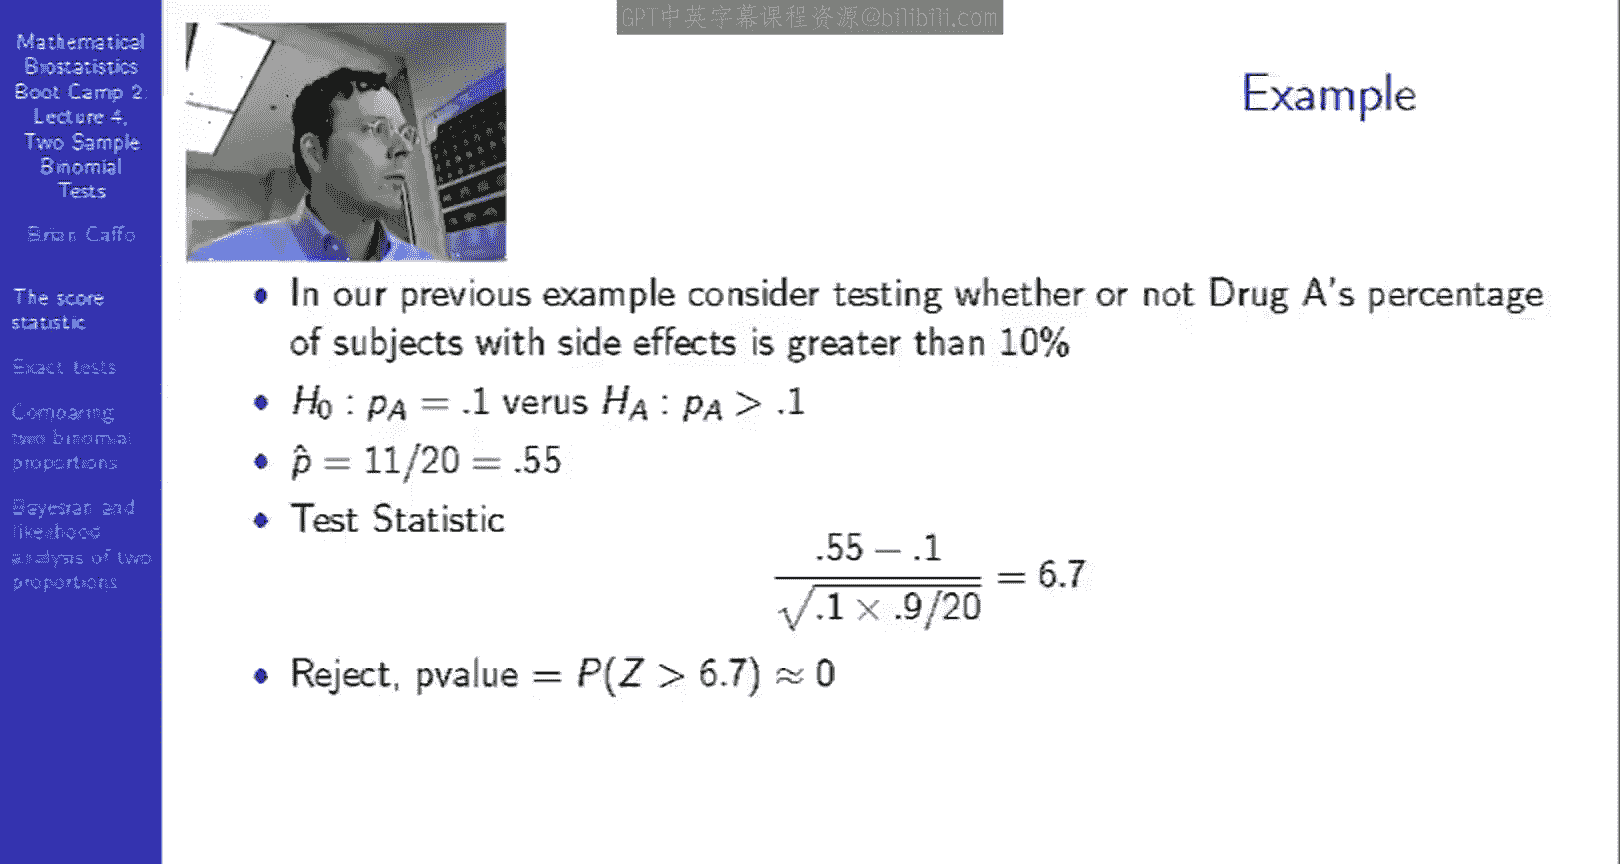 GPT中英字幕课程资源@bilibili.com
Mathematical
Biostatistics
Boot Camp 2:
Lecture 4,
Two Sample
Binomial
Tests
Brian Caffo
The score
statistic
Exact tests
Comparing
two binomial
proportions
Bayesian and
likelihood
analysis of two
proportions
Example
• In our previous example consider testing whether or not Drug A's percentage
of subjects with side effects is greater than 10%
• H₀ : p_A = .1 verus H_A : p_A > .1
• p̂ = 11/20 = .55
• Test Statistic
.55 − .1
√.1 × .9/20 = 6.7
• Reject, pvalue = P(Z > 6.7) ≈ 0